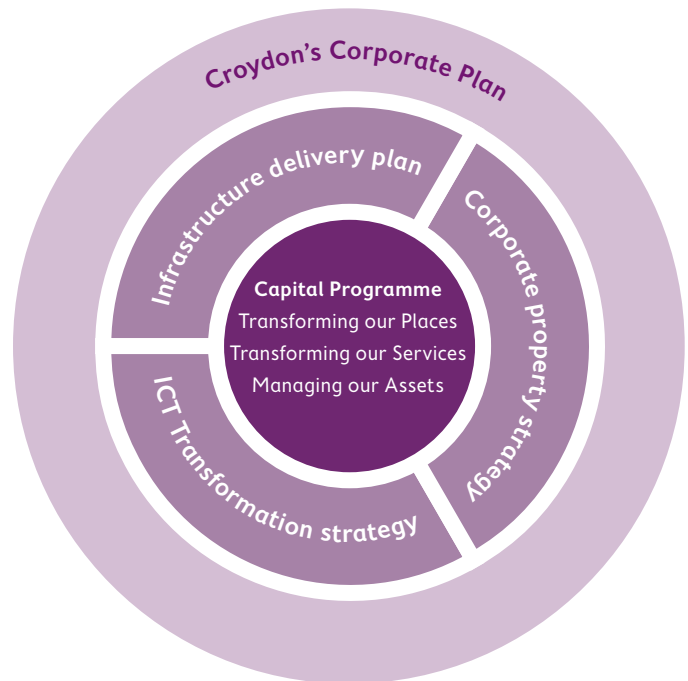 Croydon’s Corporate Plan
Infrastructure delivery plan
Corporate property strategy
ICT Transformation strategy
Capital Programme
Transforming our Places
Transforming our Services
Managing our Assets